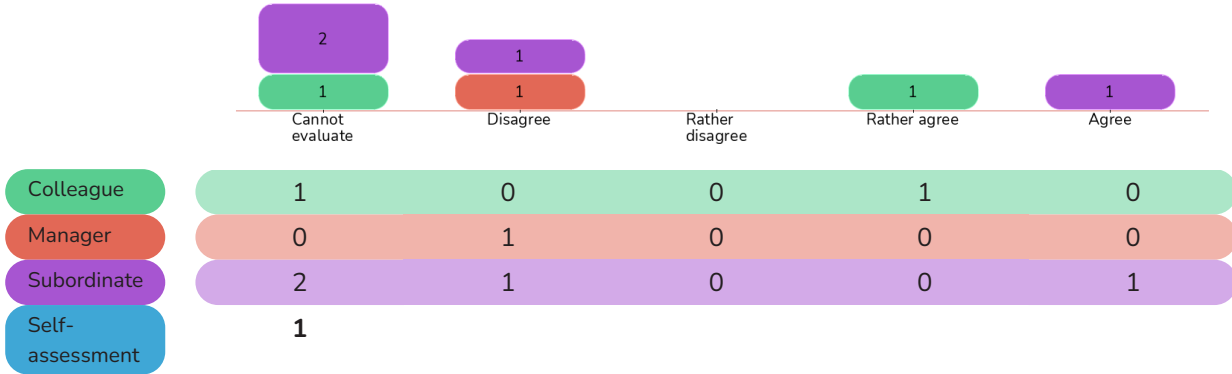 2
1
1
1
1
1
Cannot
evaluate
Disagree
Rather
disagree
Rather agree
Agree
Colleague 1 0 0 1 0
Manager 0 1 0 0 0
Subordinate 2 1 0 0 1
Self-
assessment
1